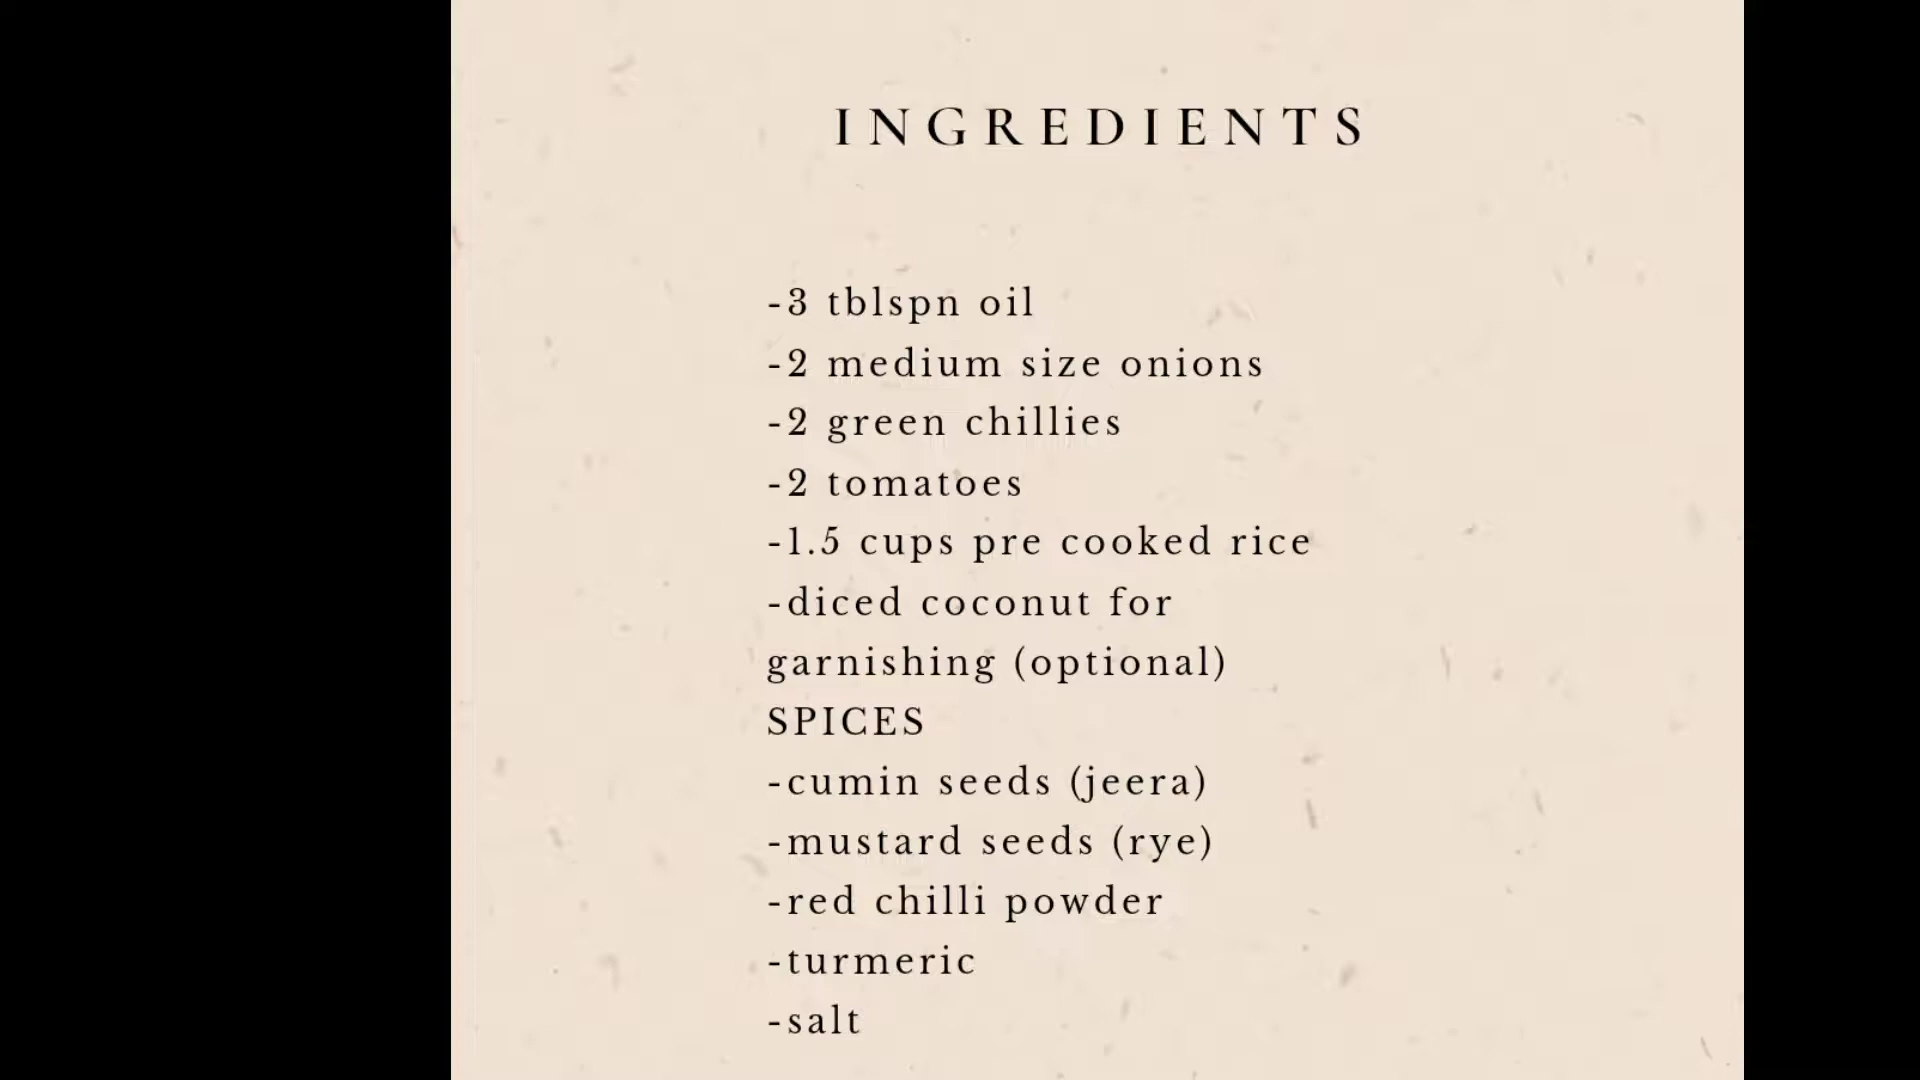 INGREDIENTS
-3 tblspn oil
-2 medium size onions
-2 green chillies
-2 tomatoes
-1.5 cups pre cooked rice
-diced coconut for
garnishing (optional)
SPICES
-cumin seeds (jeera)
-mustard seeds (rye)
-red chilli powder
-turmeric
-salt